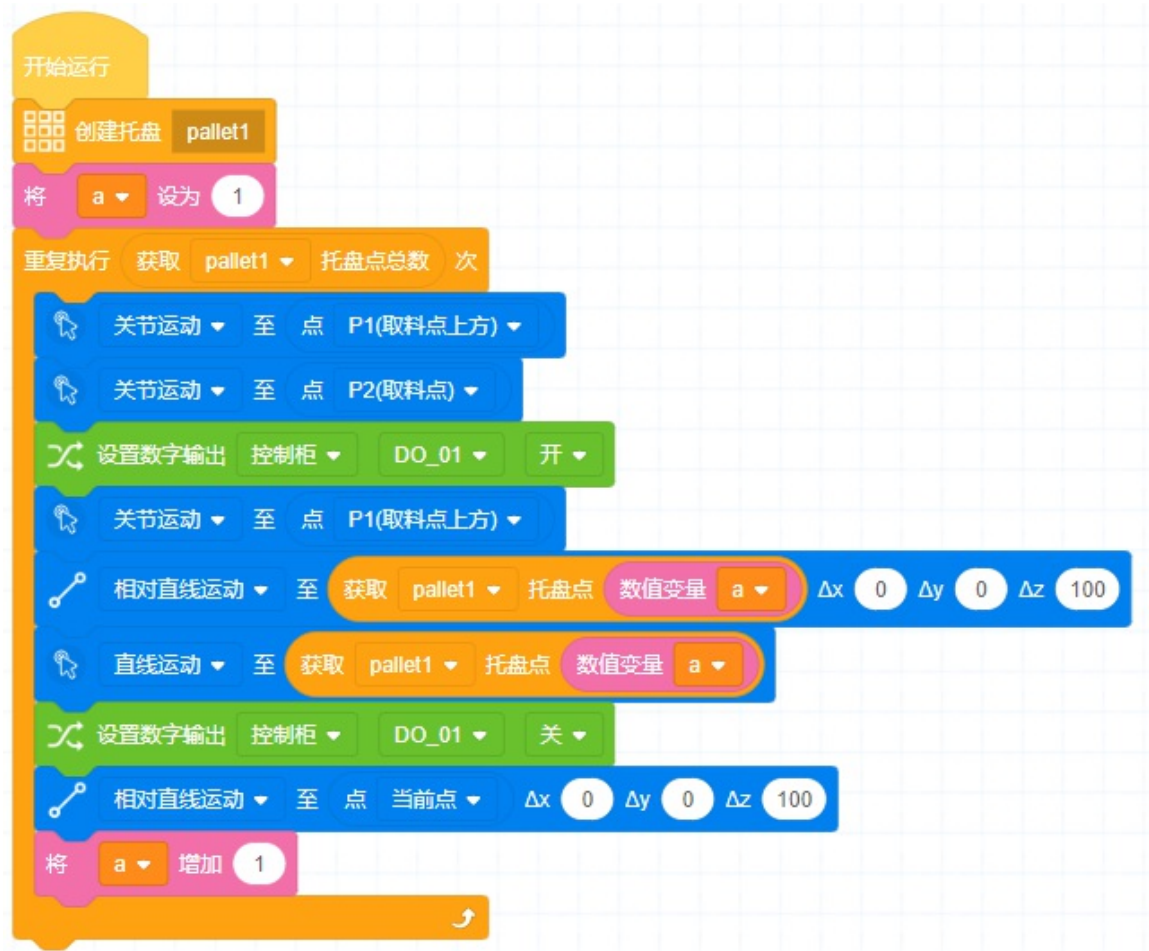 开始运行
创建托盘 pallet1
将 a 设为 1
重复执行 获取 pallet1 托盘点总数 次
关节运动 至 点 P1(取料点上方)
关节运动 至 点 P2(取料点)
设置数字输出 控制柜 DO_01 开
关节运动 至 点 P1(取料点上方)
相对直线运动 至 获取 pallet1 托盘点 数值变量 a Δx 0 Δy 0 Δz 100
直线运动 至 获取 pallet1 托盘点 数值变量 a
设置数字输出 控制柜 DO_01 关
相对直线运动 至 点 当前点 Δx 0 Δy 0 Δz 100
将 a 增加 1